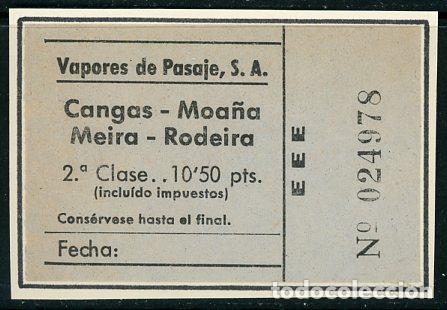 Vapores de Pasaje, S. A.
Cangas - Moaña
Meira - Rodeira
2.ª Clase..10'50 pts.
(incluído impuestos)
Consérvese hasta el final.
Fecha:
E E E
Nº 024978
todocoleccion.net